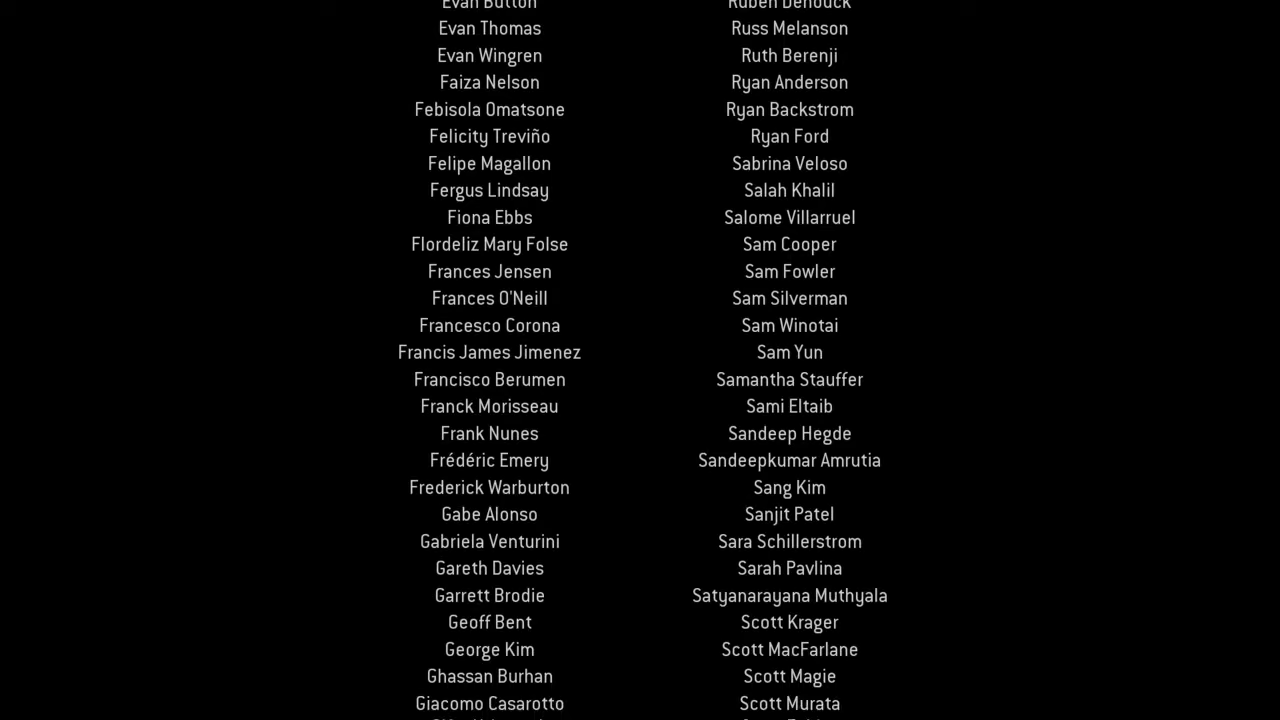 Evan Button
Evan Thomas
Evan Wingren
Faiza Nelson
Febisola Omatsone
Felicity Treviño
Felipe Magallon
Fergus Lindsay
Fiona Ebbs
Flordeliz Mary Folse
Frances Jensen
Frances O'Neill
Francesco Corona
Francis James Jimenez
Francisco Berumen
Franck Morisseau
Frank Nunes
Frédéric Emery
Frederick Warburton
Gabe Alonso
Gabriela Venturini
Gareth Davies
Garrett Brodie
Geoff Bent
George Kim
Ghassan Burhan
Giacomo Casarotto
Ruben Denouck
Russ Melanson
Ruth Berenji
Ryan Anderson
Ryan Backstrom
Ryan Ford
Sabrina Veloso
Salah Khalil
Salome Villarruel
Sam Cooper
Sam Fowler
Sam Silverman
Sam Winotai
Sam Yun
Samantha Stauffer
Sami Eltaib
Sandeep Hegde
Sandeepkumar Amrutia
Sang Kim
Sanjit Patel
Sara Schillerstrom
Sarah Pavlina
Satyanarayana Muthyala
Scott Krager
Scott MacFarlane
Scott Magie
Scott Murata